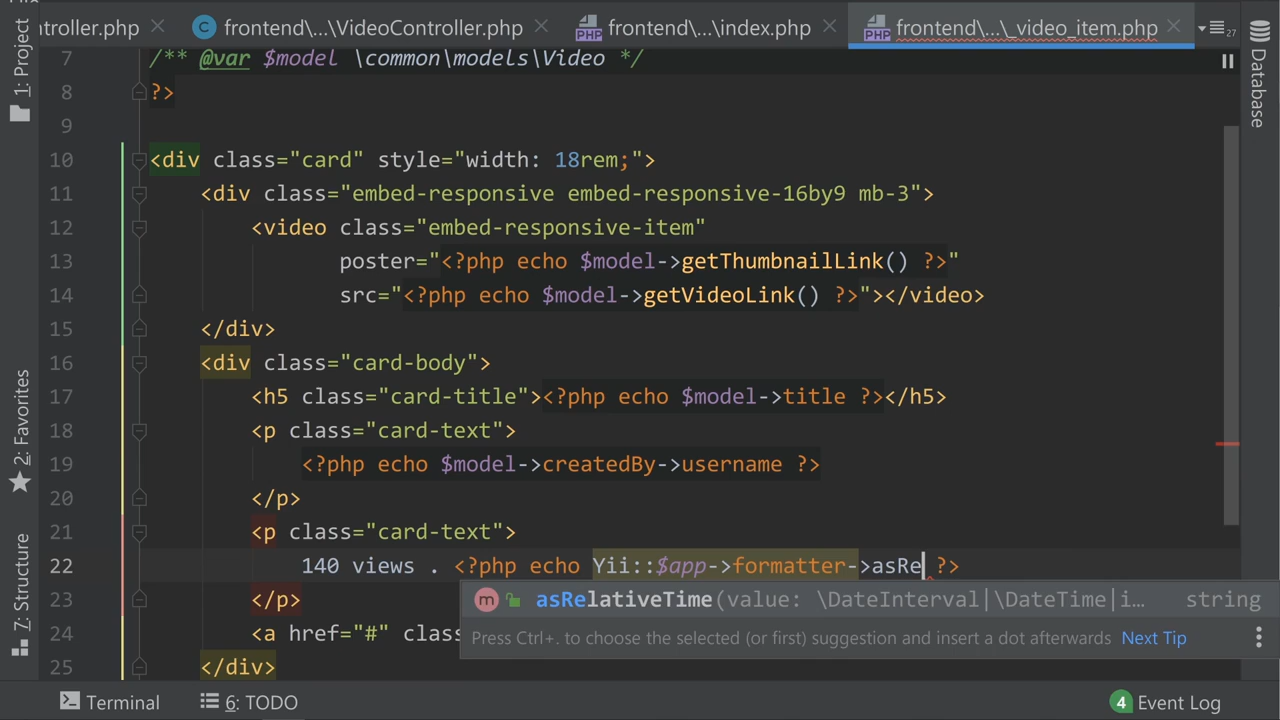 ntroller.php
frontend\...\VideoController.php
frontend\...\index.php
frontend\...\_video_item.php
27
1: Project
2: Favorites
7: Structure
Database
7 /** @var $model \common\models\Video */
8 ?>
9
10 <div class="card" style="width: 18rem;">
11 <div class="embed-responsive embed-responsive-16by9 mb-3">
12 <video class="embed-responsive-item"
13 poster="<?php echo $model->getThumbnailLink() ?>"
14 src="<?php echo $model->getVideoLink() ?>"></video>
15 </div>
16 <div class="card-body">
17 <h5 class="card-title"><?php echo $model->title ?></h5>
18 <p class="card-text">
19 <?php echo $model->createdBy->username ?>
20 </p>
21 <p class="card-text">
22 140 views . <?php echo Yii::$app->formatter->asRe ?>
23 </p>
asRelativeTime(value: \DateInterval|\DateTime|i... string
24 <a href="#" clas
Press Ctrl+. to choose the selected (or first) suggestion and insert a dot afterwards Next Tip
25 </div>
Terminal
6: TODO
4 Event Log